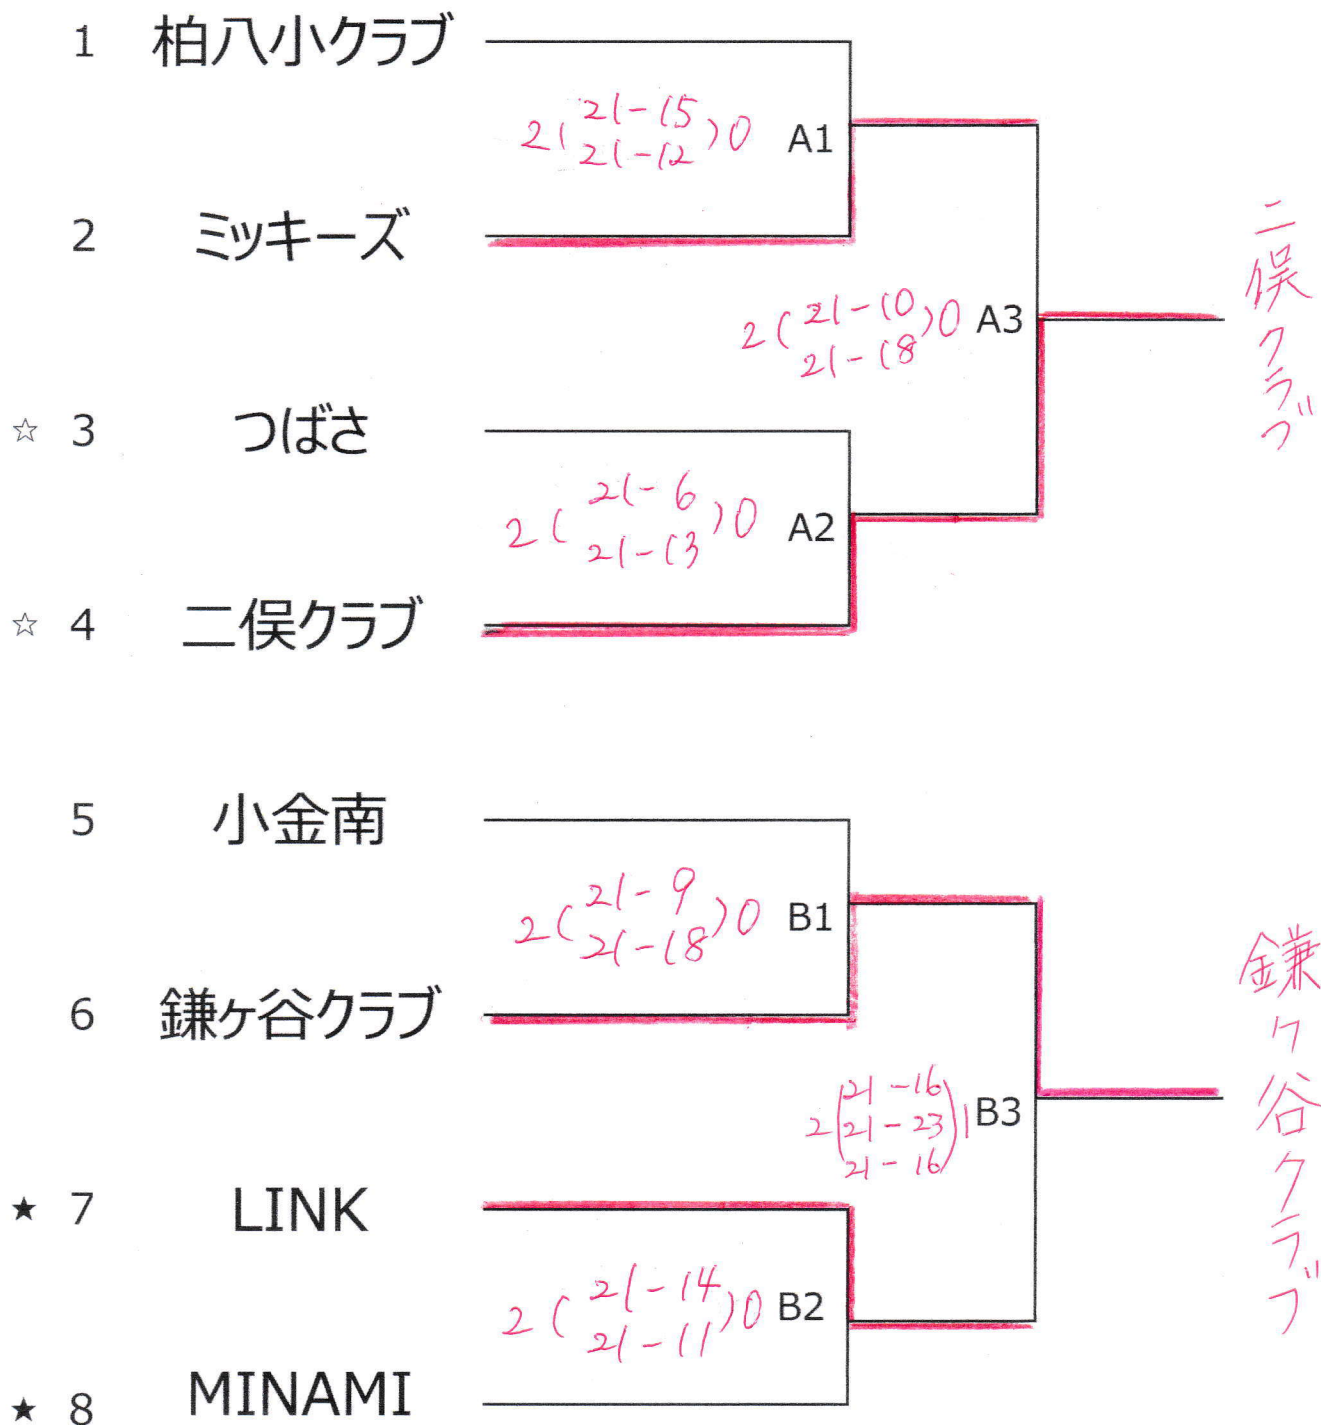 1 柏八小クラブ
2(21-15
21-12)0 A1
2 ミッキーズ
2(21-10
21-18)0 A3
二俣クラブ
☆ 3 つばさ
2(21-6
21-13)0 A2
☆ 4 二俣クラブ
5 小金南
2(21-9
21-18)0 B1
6 鎌ヶ谷クラブ
2(21-16
21-23
21-16)1 B3
鎌ヶ谷クラブ
★ 7 LINK
2(21-14
21-11)0 B2
★ 8 MINAMI